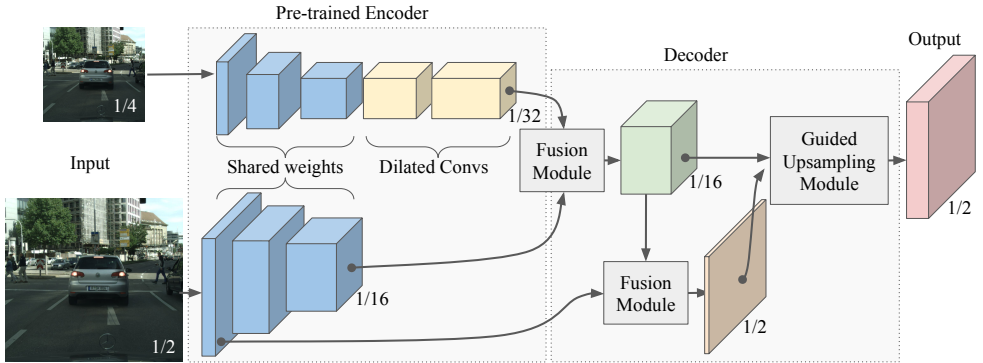 Pre-trained Encoder
Decoder
Output
Input
1/4
1/32
Shared weights
Dilated Convs
Fusion
Module
1/16
Guided
Upsampling
Module
1/2
1/16
Fusion
Module
1/2
1/2